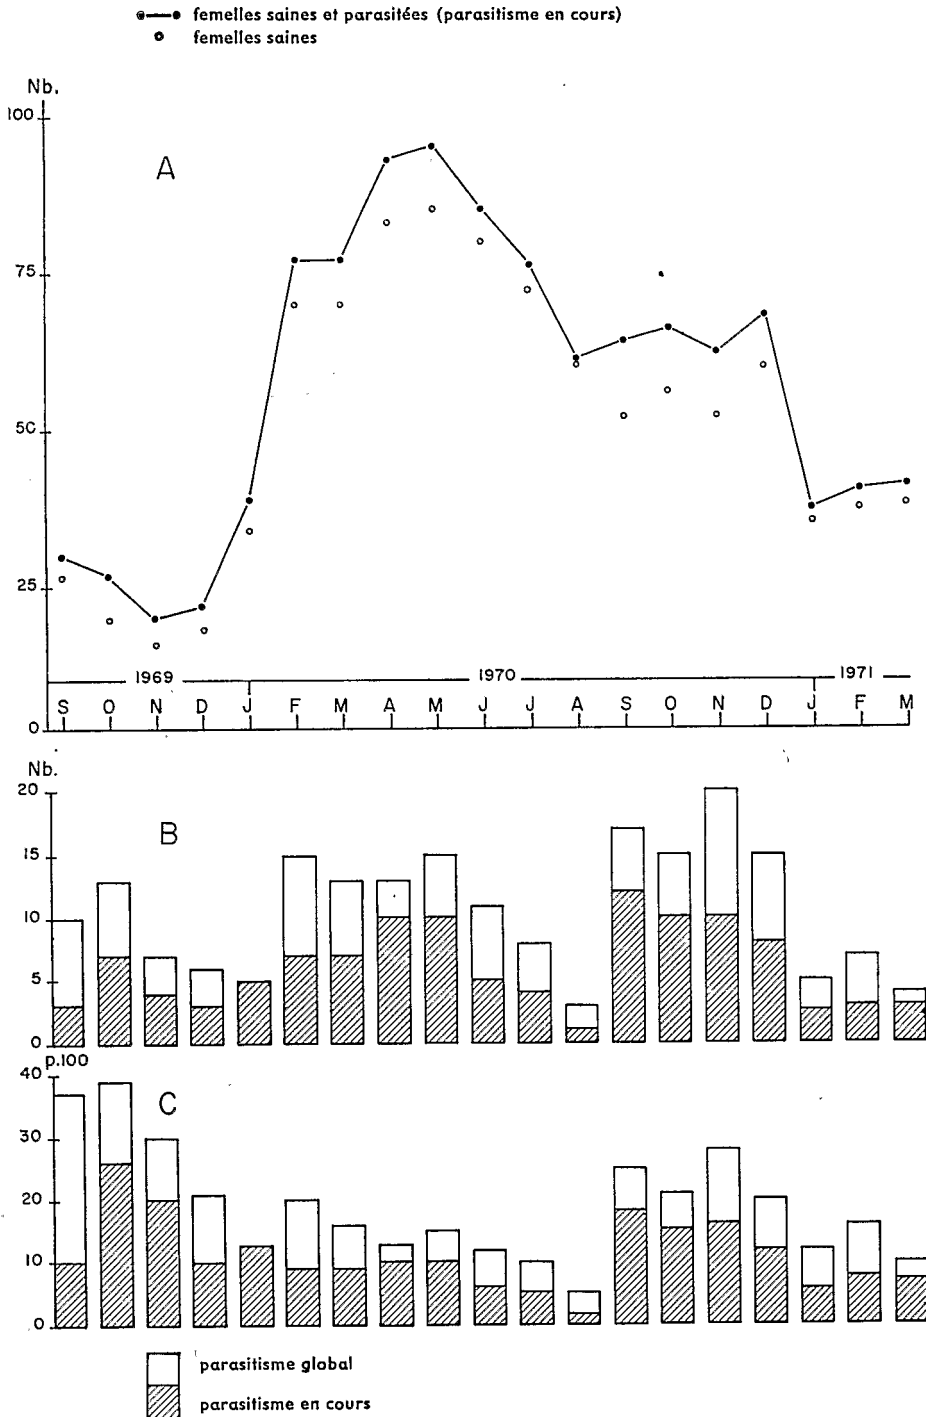 femelles saines et parasitées (parasitisme en cours)
femelles saines
Nb.
100
A
75
50
25
1969 1970 1971
S O N D J F M A M J J A S O N D J F M
0
Nb.
20
B
15
10
5
0
p.100
40
C
30
20
10
0
parasitisme global
parasitisme en cours